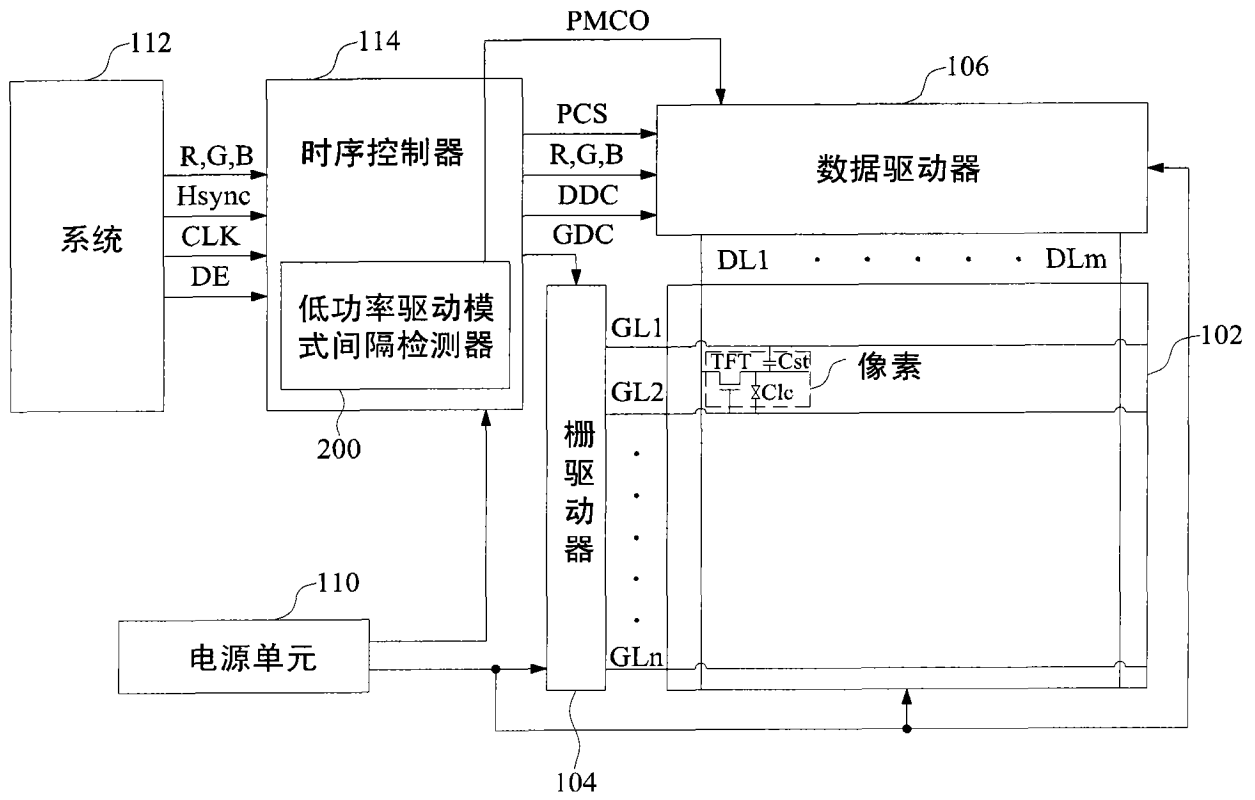 PMCO
112
114
106
系统
R,G,B
Hsync
CLK
DE
时序控制器
低功率驱动模
式间隔检测器
200
PCS
R,G,B
DDC
GDC
数据驱动器
DL1 · · · · · · DLm
GL1
GL2
GLn
TFT
Cst
Clc
像素
102
栅驱动器
104
110
电源单元